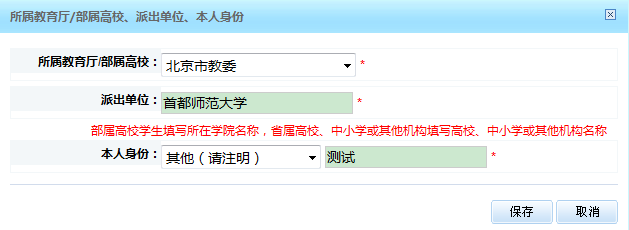 所属教育厅/部属高校、派出单位、本人身份
所属教育厅/部属高校： 北京市教委 *
派出单位： 首都师范大学 *
部属高校学生填写所在学院名称，省属高校、中小学或其他机构填写高校、中小学或其他机构名称
本人身份： 其他（请注明） 测试 *
保存 取消